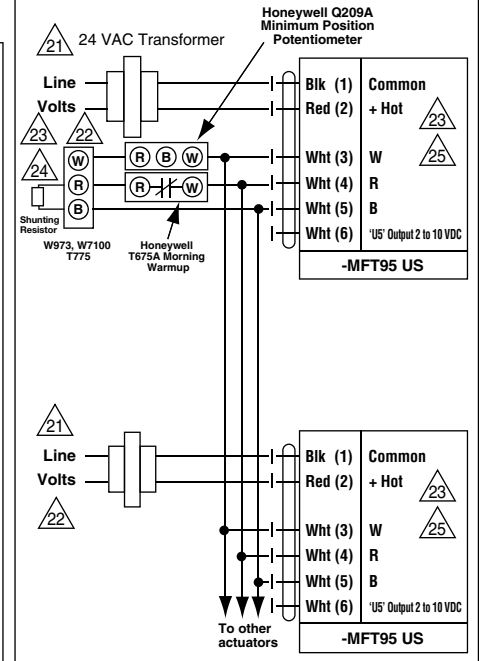 Honeywell Q209A
Minimum Position
Potentiometer
21
24 VAC Transformer
Line
Volts
Blk (1) Common
Red (2) + Hot
23
23
22
24
25
W
R
B
R B W
R W
Wht (3) W
Wht (4) R
Wht (5) B
Wht (6) ‘U5’ Output 2 to 10 VDC
Shunting
Resistor
W973, W7100
T775
Honeywell
T675A Morning
Warmup
-MFT95 US
21
Line
Volts
22
Blk (1) Common
Red (2) + Hot
23
25
Wht (3) W
Wht (4) R
Wht (5) B
Wht (6) ‘U5’ Output 2 to 10 VDC
To other
actuators
-MFT95 US